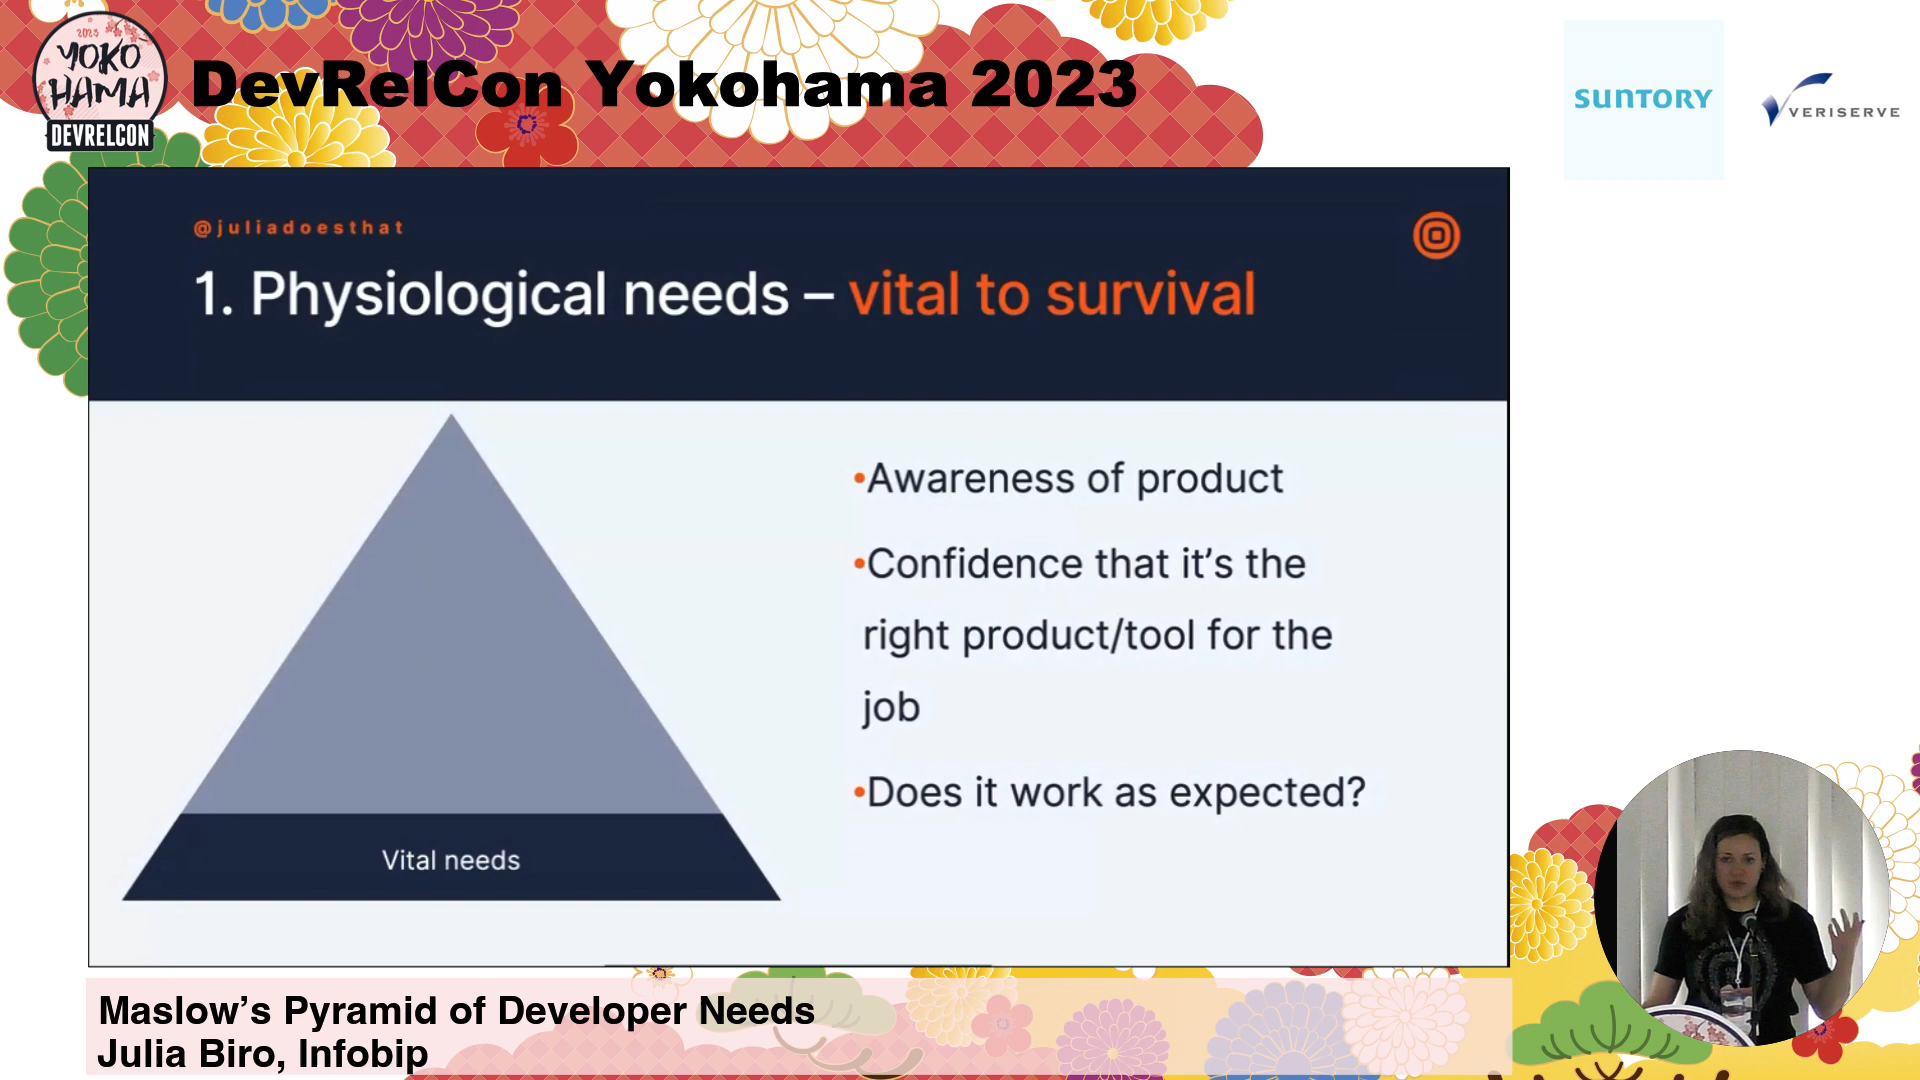 2023
YOKO
HAMA
DEVRELCON
DevRelCon Yokohama 2023
SUNTORY
VERISERVE
@juliadoesthat
1. Physiological needs – vital to survival
•Awareness of product
•Confidence that it’s the
right product/tool for the
job
•Does it work as expected?
Vital needs
Maslow’s Pyramid of Developer Needs
Julia Biro, Infobip